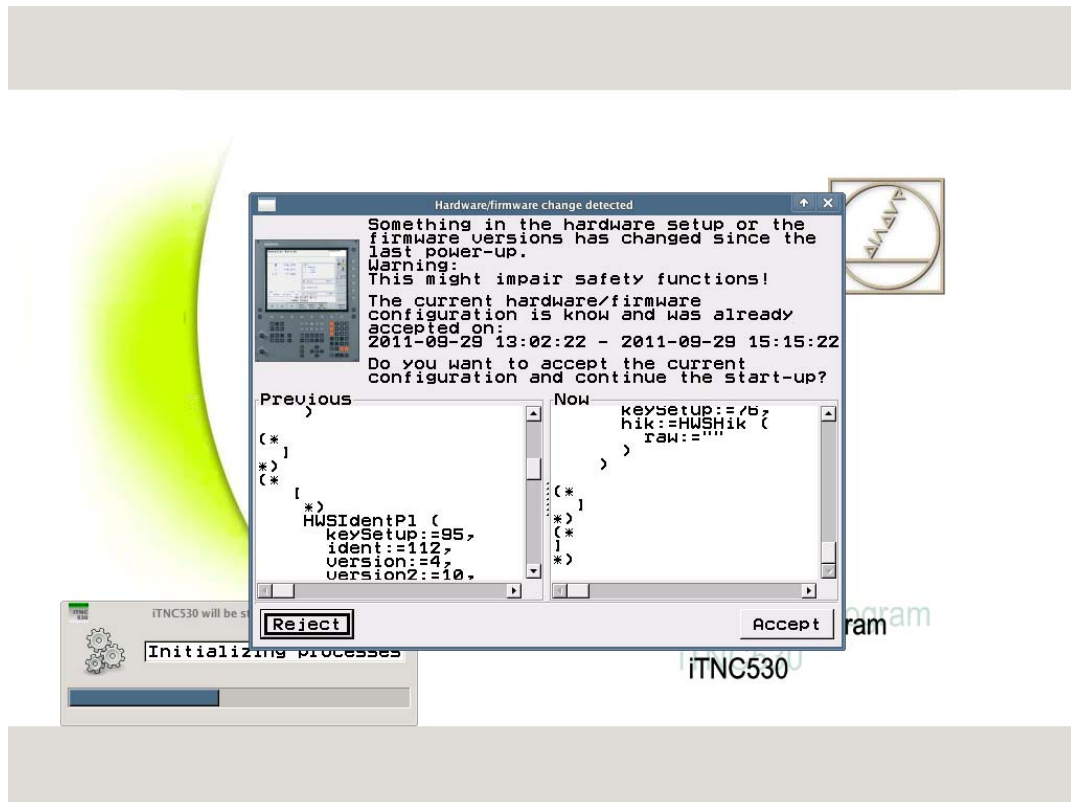 Hardware/firmware change detected
Something in the hardware setup or the
firmware versions has changed since the
last power-up.
Warning:
This might impair safety functions!
The current hardware/firmware
configuration is know and was already
accepted on:
2011-09-29 13:02:22 - 2011-09-29 15:15:22
Do you want to accept the current
configuration and continue the start-up?
Previous
)
(*
]
*)
(*
[
*)
HWSIdentPl (
keySetup:=95,
ident:=112,
version:=4,
version2:=10,
Now
keySetup:=76,
hik:=HWSHik (
raw:=""
)
)
(*
]
*)
(*
]
*)
Reject
Accept
iTNC530 will be
Initializing processes
ram
iTNC530